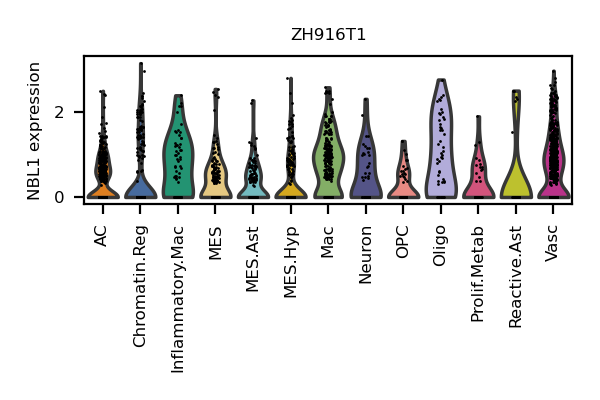 ZH916T1
NBL1 expression
2
0
AC
Chromatin.Reg
Inflammatory.Mac
MES
MES.Ast
MES.Hyp
Mac
Neuron
OPC
Oligo
Prolif.Metab
Reactive.Ast
Vasc